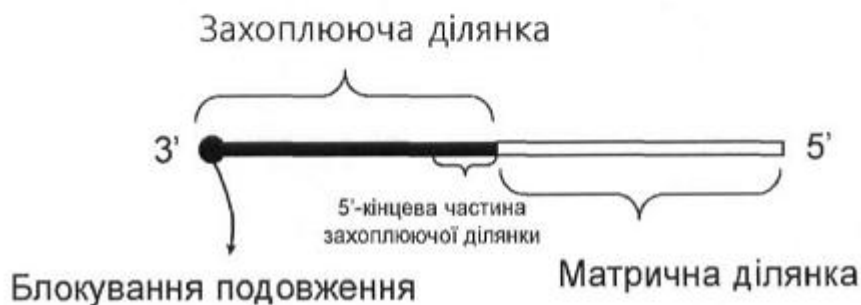 Захоплююча ділянка
3’
5’
5’-кінцева частина
захоплюючої ділянки
Блокування подовження
Матрична ділянка